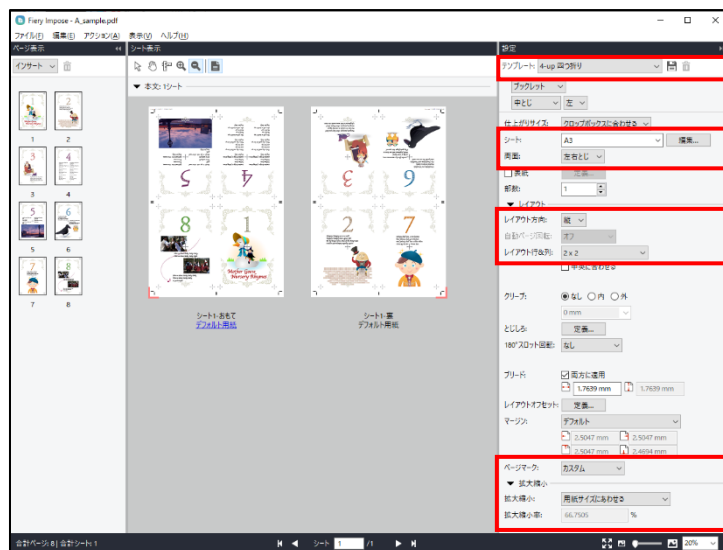 Fiery Impose - A_sample.pdf
ファイル(F) 編集(E) アクション(A) 表示(V) ヘルプ(H)
ページ表示
シート表示
設定
インサート
テンプレート: 4-up 四つ折り
本文: 1シート
ブックレット
中とじ 左
仕上がりサイズ: クロップボックスに合わせる
シート: A3 編集...
両面: 左右とじ
表紙 定義...
部数: 1
レイアウト
レイアウト方向: 縦
自動ページ回転: オフ
レイアウト行&列: 2 x 2
中央に合わせる
クリープ: なし 内 外
0 mm
とじしろ: 定義...
180°スロット回転: なし
ブリード: 両方に適用
1.7639 mm 1.7639 mm
レイアウトオフセット: 定義...
マージン: デフォルト
2.5047 mm 2.5047 mm
2.5047 mm 2.4694 mm
ページマーク: カスタム
拡大縮小
拡大縮小: 用紙サイズにあわせる
拡大縮小率: 66.7505 %
1 2
3 4
5 6
7 8
5 4
8 1
Mother Goose
Nursery Rhyme
3 6
2 7
シート1-おもて
デフォルト用紙
シート1-裏
デフォルト用紙
合計ページ: 8 | 合計シート: 1
シート 1 /1
20%